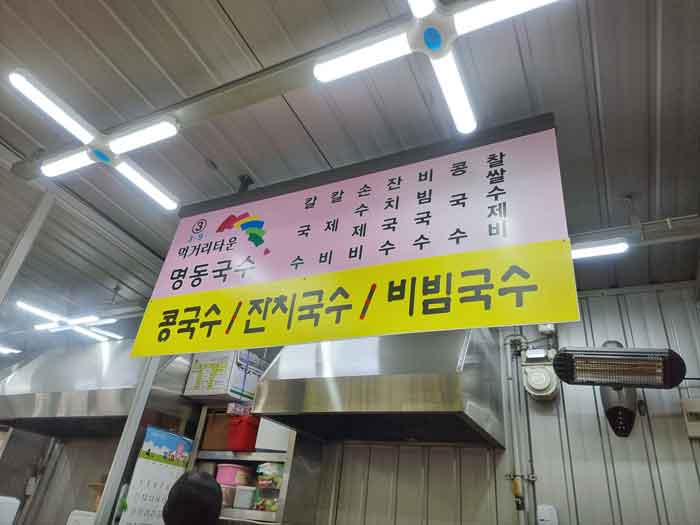 ③
먹거리타운
명동국수
칼국수
칼제비
손수제비
잔치국수
비빔국수
콩국수
찹쌀수제비
콩국수 / 잔치국수 / 비빔국수